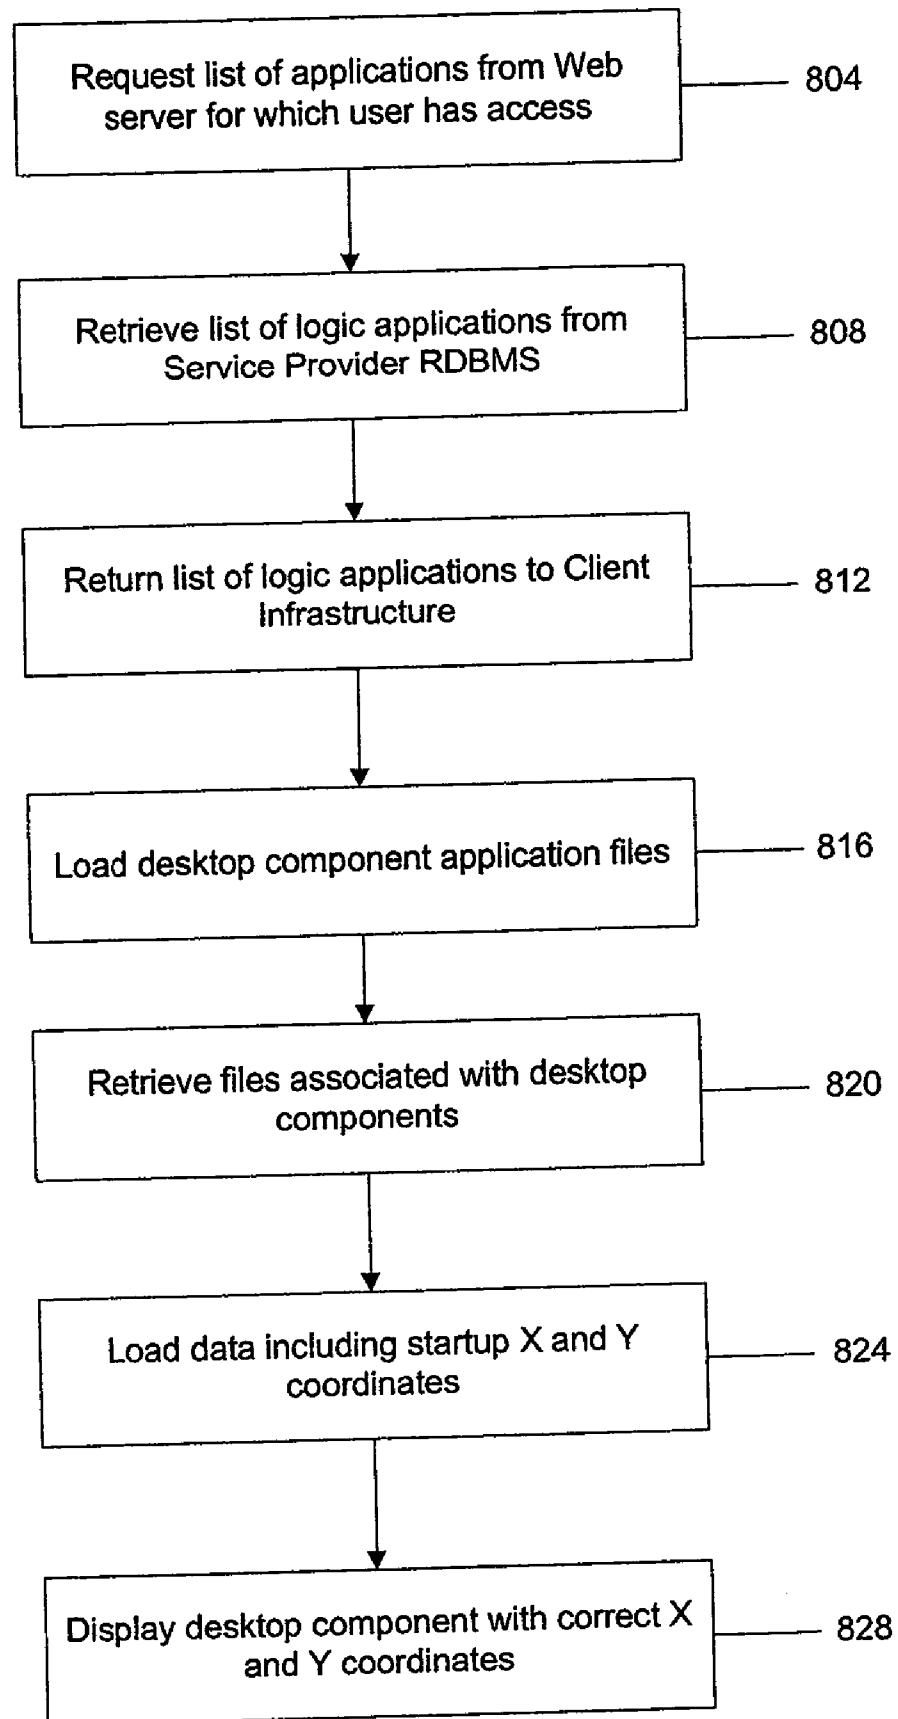 Request list of applications from Web
server for which user has access
804
Retrieve list of logic applications from
Service Provider RDBMS
808
Return list of logic applications to Client
Infrastructure
812
Load desktop component application files
816
Retrieve files associated with desktop
components
820
Load data including startup X and Y
coordinates
824
Display desktop component with correct X
and Y coordinates
828